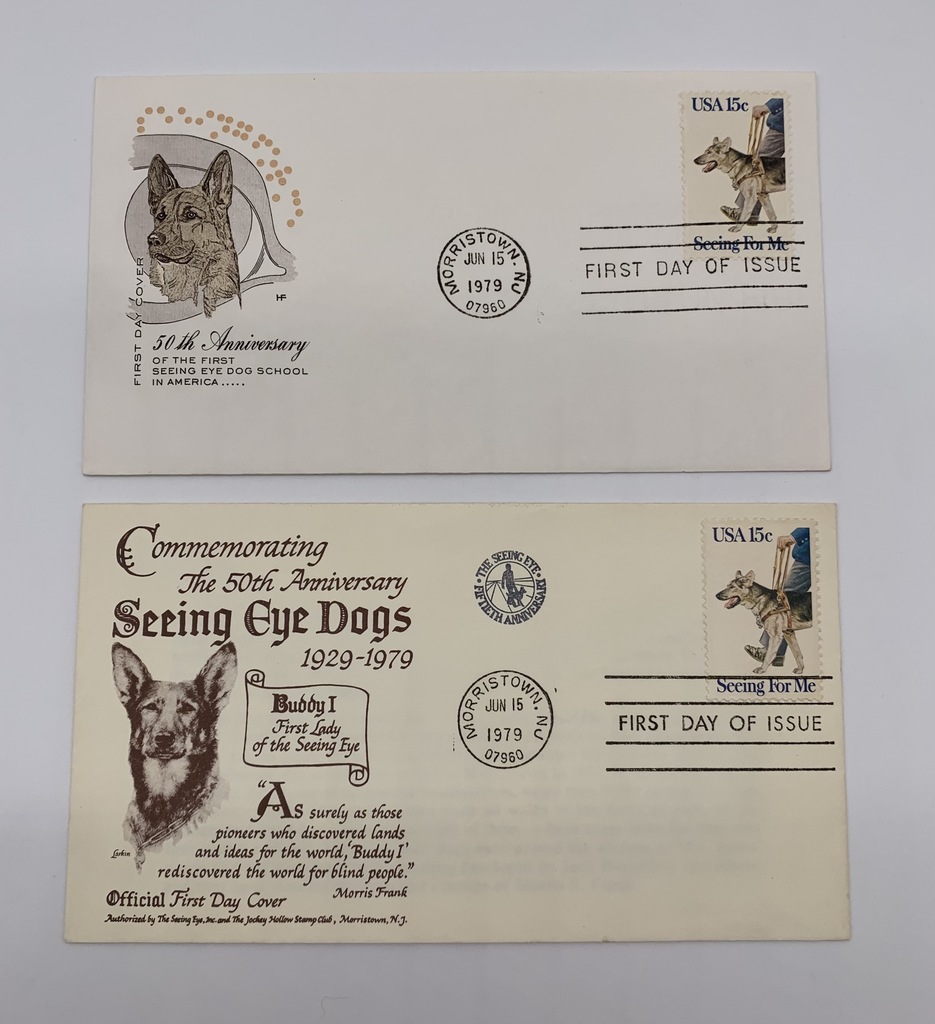 FIRST DAY COVER
50th Anniversary
OF THE FIRST
SEEING EYE DOG SCHOOL
IN AMERICA.....
HF
MORRISTOWN, NJ
JUN 15
1979
07960
USA 15c
Seeing For Me
FIRST DAY OF ISSUE
Commemorating
The 50th Anniversary
Seeing Eye Dogs
1929-1979
Buddy I
First Lady
of the Seeing Eye
"As surely as those
pioneers who discovered lands
and ideas for the world, 'Buddy I'
rediscovered the world for blind people."
Morris Frank
Larkin
Official First Day Cover
Authorized by The Seeing Eye, Inc. and The Jockey Hollow Stamp Club, Morristown, N.J.
• THE SEEING EYE •
FIFTIETH ANNIVERSARY
MORRISTOWN, NJ
JUN 15
1979
07960
USA 15c
Seeing For Me
FIRST DAY OF ISSUE